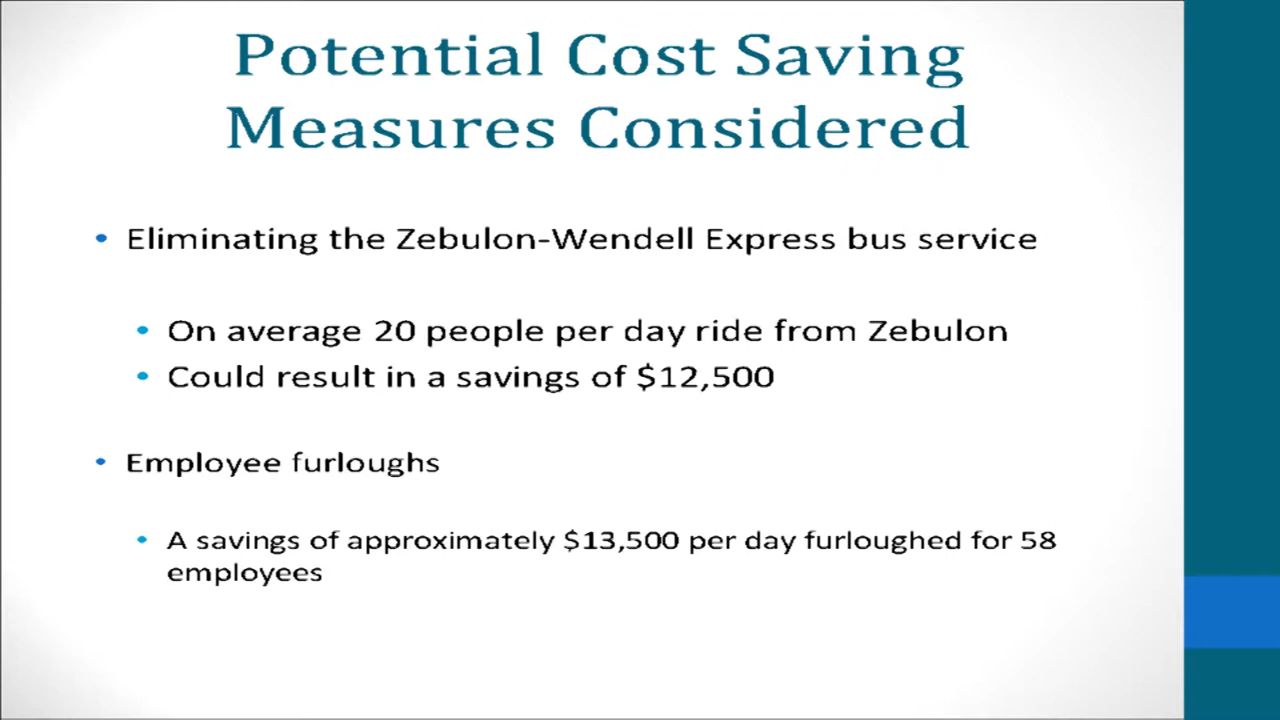 Potential Cost Saving
Measures Considered
• Eliminating the Zebulon-Wendell Express bus service
• On average 20 people per day ride from Zebulon
• Could result in a savings of $12,500
• Employee furloughs
• A savings of approximately $13,500 per day furloughed for 58
employees